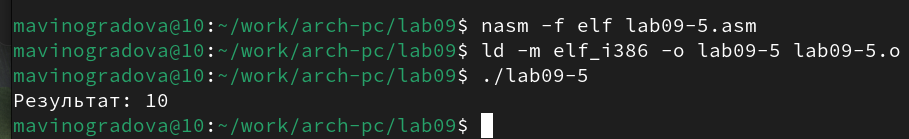 mavinogradova@10:~/work/arch-pc/lab09$ nasm -f elf lab09-5.asm
mavinogradova@10:~/work/arch-pc/lab09$ ld -m elf_i386 -o lab09-5 lab09-5.o
mavinogradova@10:~/work/arch-pc/lab09$ ./lab09-5
Результат: 10
mavinogradova@10:~/work/arch-pc/lab09$